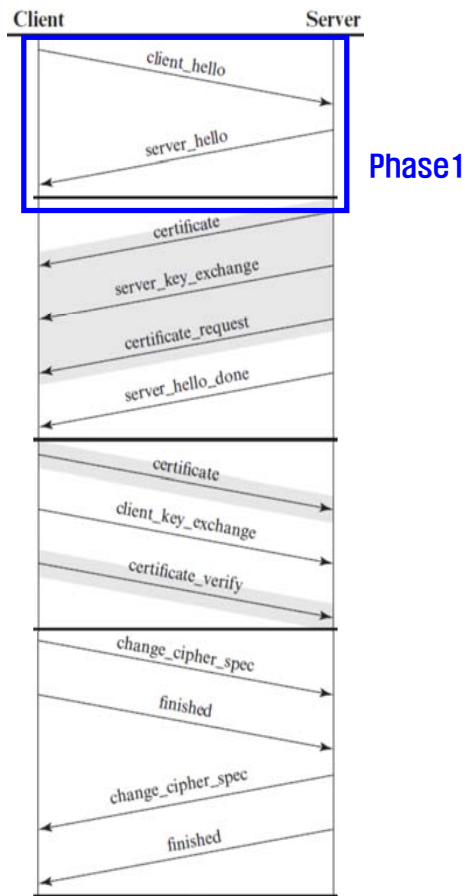 Client Server
client_hello
server_hello
Phase1
certificate
server_key_exchange
certificate_request
server_hello_done
certificate
client_key_exchange
certificate_verify
change_cipher_spec
finished
change_cipher_spec
finished